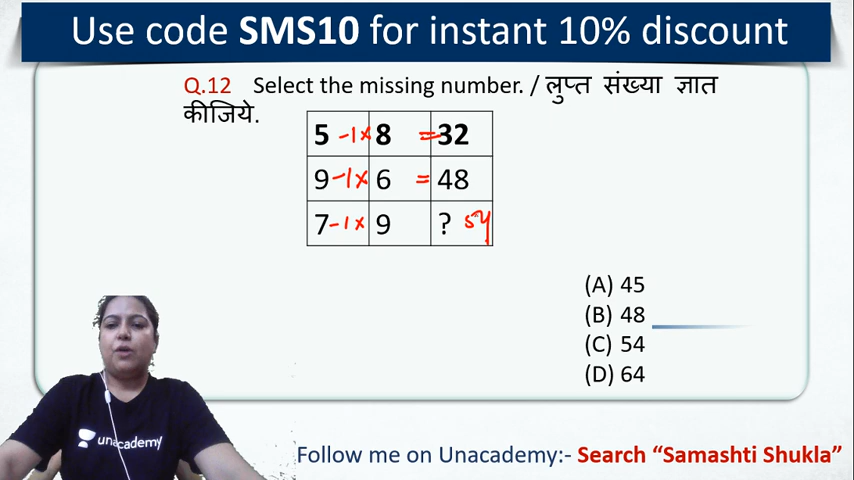 Use code SMS10 for instant 10% discount
Q.12 Select the missing number. / लुप्त संख्या ज्ञात
कीजिये.
5 -1× 8 = 32
9 -1× 6 = 48
7 -1× 9 ? 54
(A) 45
(B) 48
(C) 54
(D) 64
unacademy
Follow me on Unacademy:- Search “Samashti Shukla”